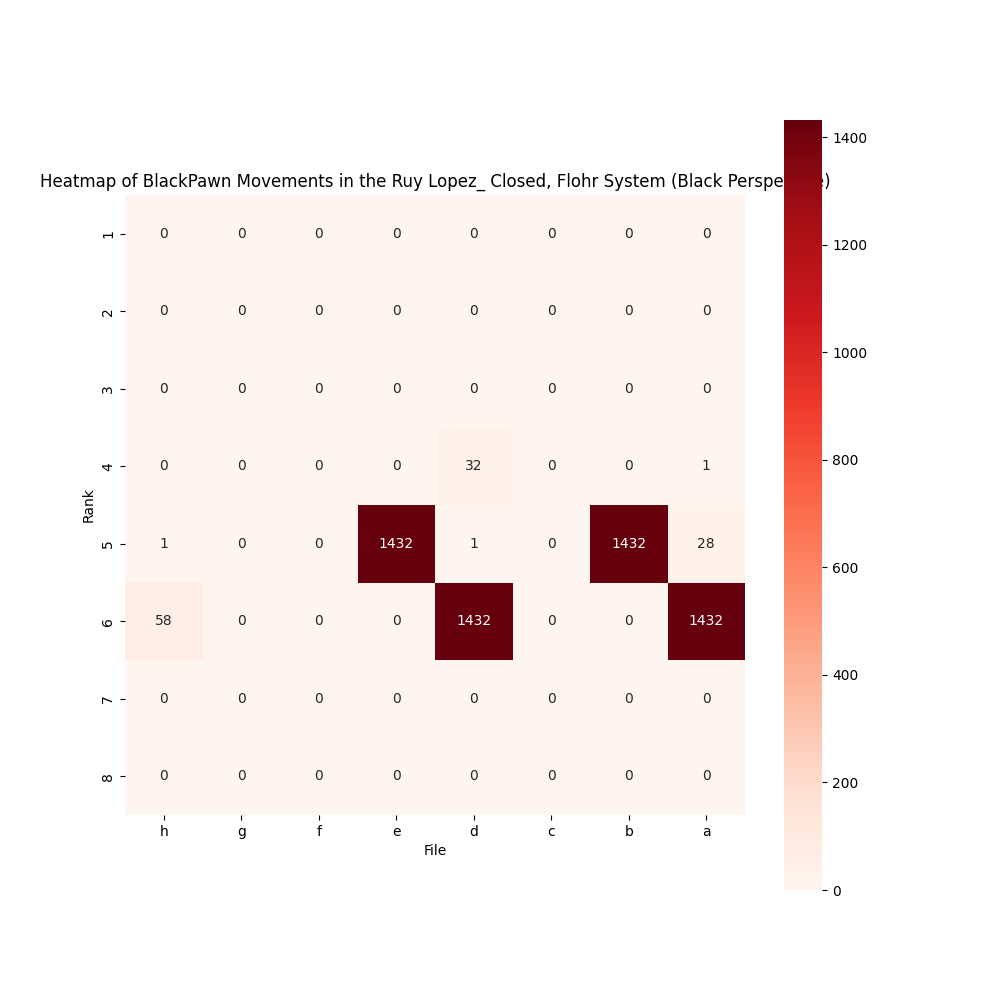 Heatmap of BlackPawn Movements in the Ruy Lopez_ Closed, Flohr System (Black Perspe e)
1400
1200
1000
800
600
400
200
0
Rank
1 0 0 0 0 0 0 0 0
2 0 0 0 0 0 0 0 0
3 0 0 0 0 0 0 0 0
4 0 0 0 0 32 0 0 1
5 1 0 0 1432 1 0 1432 28
6 58 0 0 0 1432 0 0 1432
7 0 0 0 0 0 0 0 0
8 0 0 0 0 0 0 0 0
h g f e d c b a
File